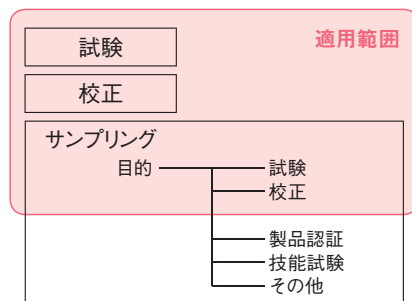 適用範囲
試験
校正
サンプリング
目的 試験
校正
製品認証
技能試験
その他